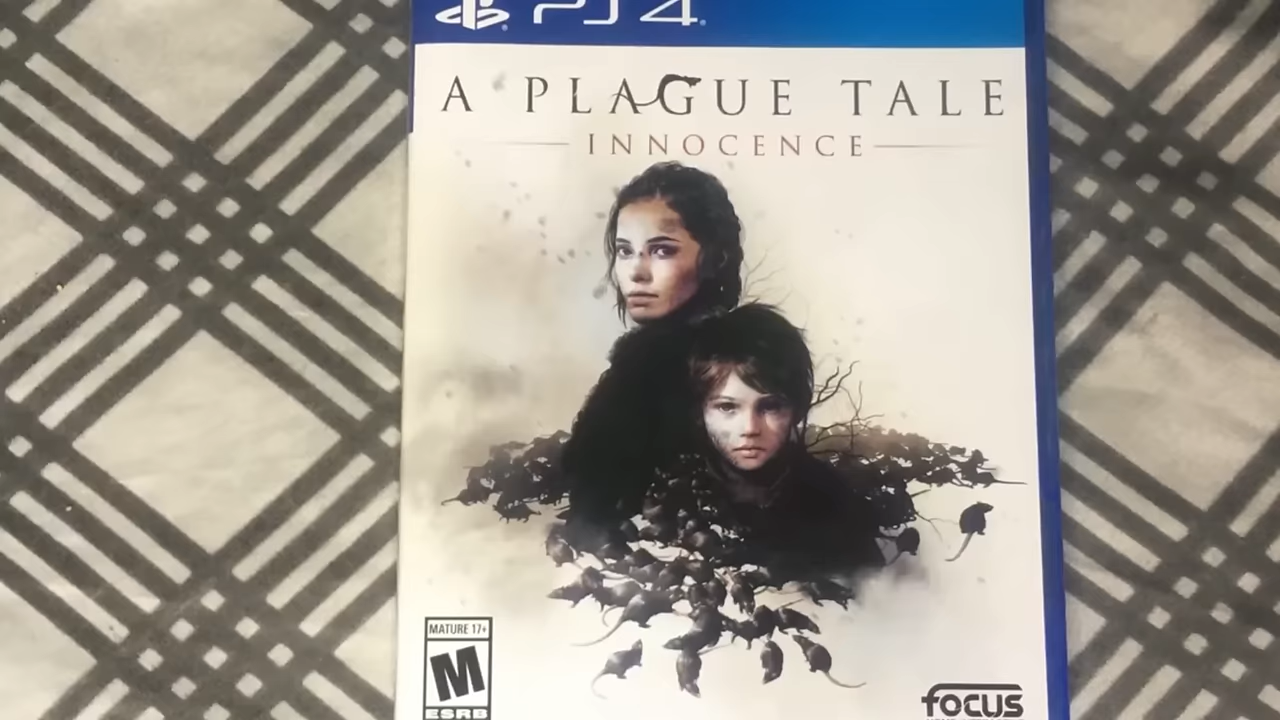 PS4
A PLAGUE TALE
INNOCENCE
MATURE 17+
M
ESRB
FOCUS